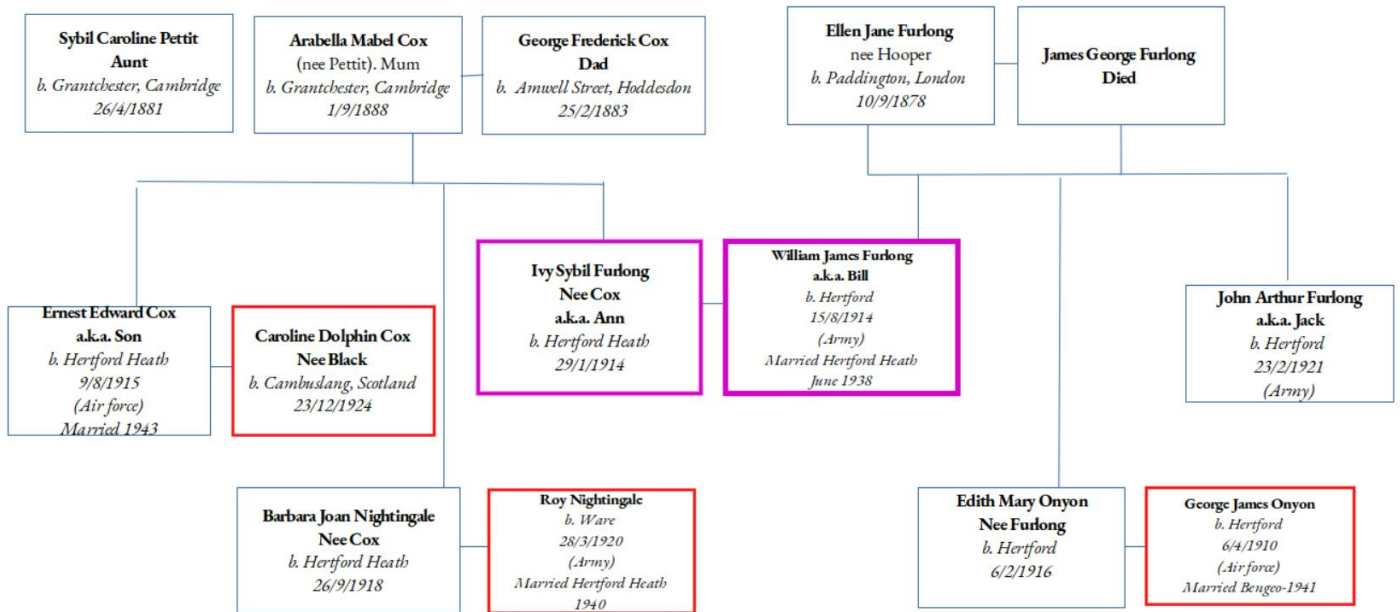 Sybil Caroline Pettit
Aunt
b. Grantchester, Cambridge
26/4/1881
Arabella Mabel Cox
(nee Pettit). Mum
b. Grantchester, Cambridge
1/9/1888
George Frederick Cox
Dad
b. Amwell Street, Hoddesdon
25/2/1883
Ellen Jane Furlong
nee Hooper
b. Paddington, London
10/9/1878
James George Furlong
Died
Ernest Edward Cox
a.k.a. Son
b. Hertford Heath
9/8/1915
(Air force)
Married 1943
Caroline Dolphin Cox
Nee Black
b. Cambuslang, Scotland
23/12/1924
Ivy Sybil Furlong
Nee Cox
a.k.a. Ann
b. Hertford Heath
29/1/1914
William James Furlong
a.k.a. Bill
b. Hertford
15/8/1914
(Army)
Married Hertford Heath
June 1938
John Arthur Furlong
a.k.a. Jack
b. Hertford
23/2/1921
(Army)
Barbara Joan Nightingale
Nee Cox
b. Hertford Heath
26/9/1918
Roy Nightingale
b. Ware
28/3/1920
(Army)
Married Hertford Heath
1940
Edith Mary Onyon
Nee Furlong
b. Hertford
6/2/1916
George James Onyon
b. Hertford
6/4/1910
(Air force)
Married Bengeo-1941